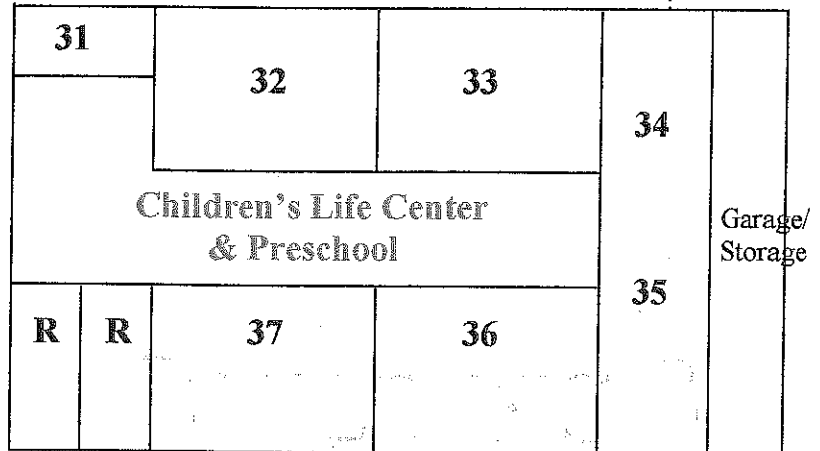 31
32
33
34
Children's Life Center
& Preschool
Garage/
Storage
35
R
R
37
36